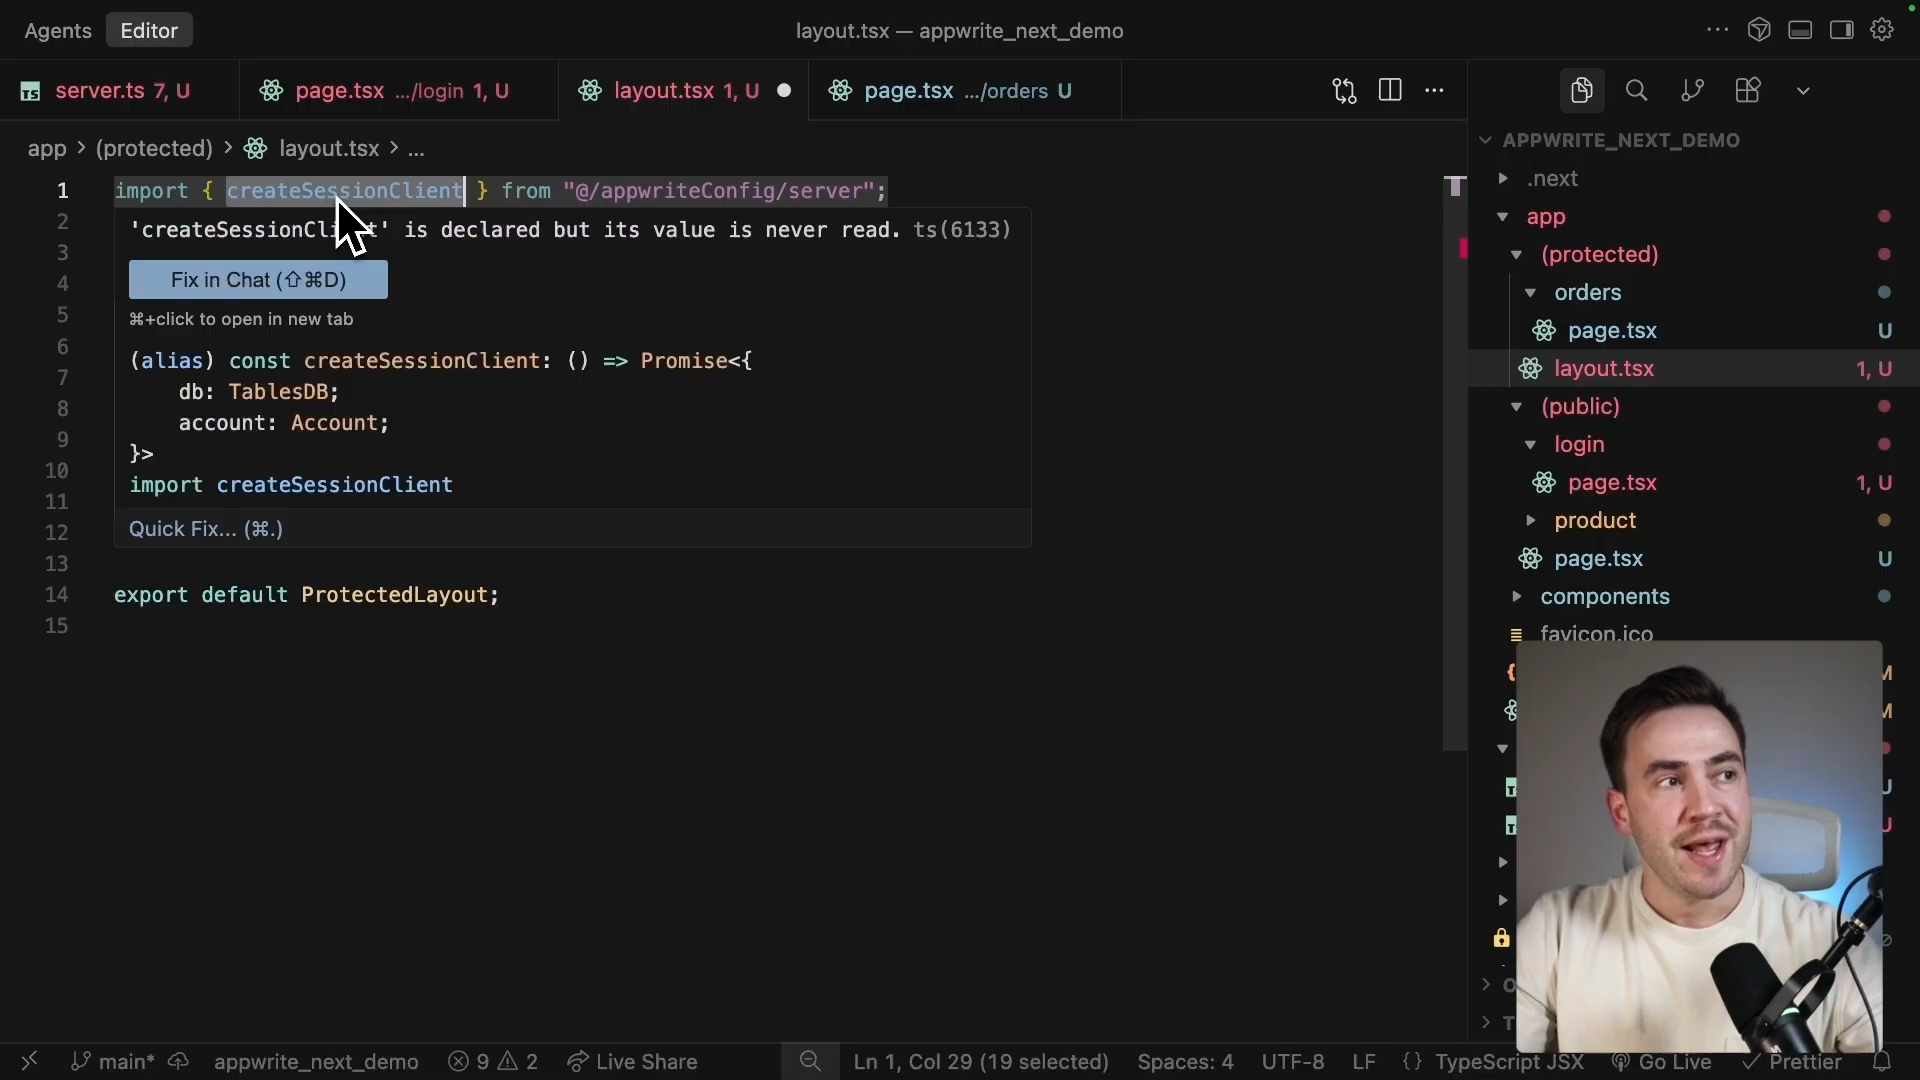 Agents Editor layout.tsx — appwrite_next_demo
server.ts 7, U page.tsx .../login 1, U layout.tsx 1, U page.tsx .../orders U
app > (protected) > layout.tsx > ...
1 import { createSessionClient } from "@/appwriteConfig/server";
2
3
4
5
6
7
8
9
10
11
12
13
14 export default ProtectedLayout;
15
'createSessionClient' is declared but its value is never read. ts(6133)
Fix in Chat (⇧⌘D)
⌘+click to open in new tab
(alias) const createSessionClient: () => Promise<{
db: TablesDB;
account: Account;
}>
import createSessionClient
Quick Fix... (⌘.)
APPWRITE_NEXT_DEMO
.next
app
(protected)
orders
page.tsx U
layout.tsx 1, U
(public)
login
page.tsx 1, U
product
page.tsx U
components
favicon.ico
main* appwrite_next_demo 9 2 Live Share Ln 1, Col 29 (19 selected) Spaces: 4 UTF-8 LF {} TypeScript JSX Go Live Prettier